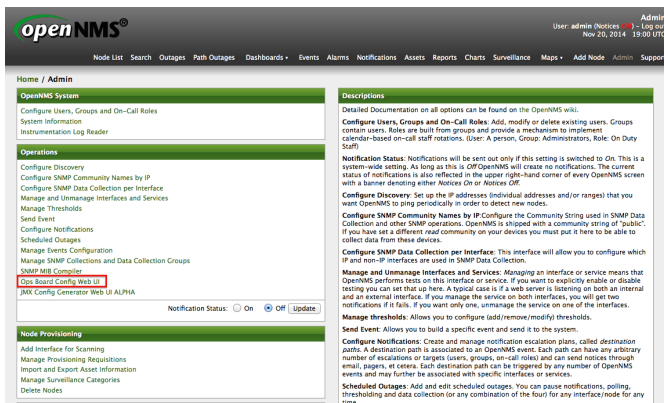 openNMS®
Admin
User: admin (Notices Off) - Log out
Nov 20, 2014 19:00 UTC
Node List Search Outages Path Outages Dashboards Events Alarms Notifications Assets Reports Charts Surveillance Maps Add Node Admin Suppor
Home / Admin
OpenNMS System
Configure Users, Groups and On-Call Roles
System Information
Instrumentation Log Reader
Operations
Configure Discovery
Configure SNMP Community Names by IP
Configure SNMP Data Collection per Interface
Manage and Unmanage Interfaces and Services
Manage Thresholds
Send Event
Configure Notifications
Scheduled Outages
Manage Events Configuration
Manage SNMP Collections and Data Collection Groups
SNMP MIB Compiler
Ops Board Config Web UI
JMX Config Generator Web UI ALPHA
Notification Status: On Off Update
Node Provisioning
Add Interface for Scanning
Manage Provisioning Requisitions
Import and Export Asset Information
Manage Surveillance Categories
Delete Nodes
Descriptions
Detailed Documentation on all options can be found on the OpenNMS wiki.
Configure Users, Groups and On-Call Roles: Add, modify or delete existing users. Groups
contain users. Roles are built from groups and provide a mechanism to implement
calendar-based on-call staff rotations. (User: A person, Group: Administrators, Role: On Duty
Staff)
Notification Status: Notifications will be sent out only if this setting is switched to On. This is a
system-wide setting. As long as this is Off OpenNMS will create no notifications. The current
status of notifications is also reflected in the upper right-hand corner of every OpenNMS screen
with a banner denoting either Notices On or Notices Off.
Configure Discovery: Set up the IP addresses (individual addresses and/or ranges) that you
want OpenNMS to ping periodically in order to detect new nodes.
Configure SNMP Community Names by IP:Configure the Community String used in SNMP Data
Collection and other SNMP operations. OpenNMS is shipped with a community string of "public".
If you have set a different read community on your devices you must put it here to be able to
collect data from these devices.
Configure SNMP Data Collection per Interface: This interface will allow you to configure which
IP and non-IP interfaces are used in SNMP Data Collection.
Manage and Unmanage Interfaces and Services: Managing an interface or service means that
OpenNMS performs tests on this interface or service. If you want to explicitly enable or disable
testing you can set that up here. A typical case is if a web server is listening on both an internal
and an external interface. If you manage the service on both interfaces, you will get two
notifications if it fails. If you want only one, unmanage the service on one of the interfaces.
Manage thresholds: Allows you to configure (add/remove/modify) thresholds.
Send Event: Allows you to build a specific event and send it to the system.
Configure Notifications: Create and manage notification escalation plans, called destination
paths. A destination path is associated to an OpenNMS event. Each path can have any arbitrary
number of escalations or targets (users, groups, on-call roles) and can send notices through
email, pagers, et cetera. Each destination path can be triggered by any number of OpenNMS
events and may further be associated with specific interfaces or services.
Scheduled Outages: Add and edit scheduled outages. You can pause notifications, polling,
thresholding and data collection (or any combination of the four) for any interface/node for any
time.